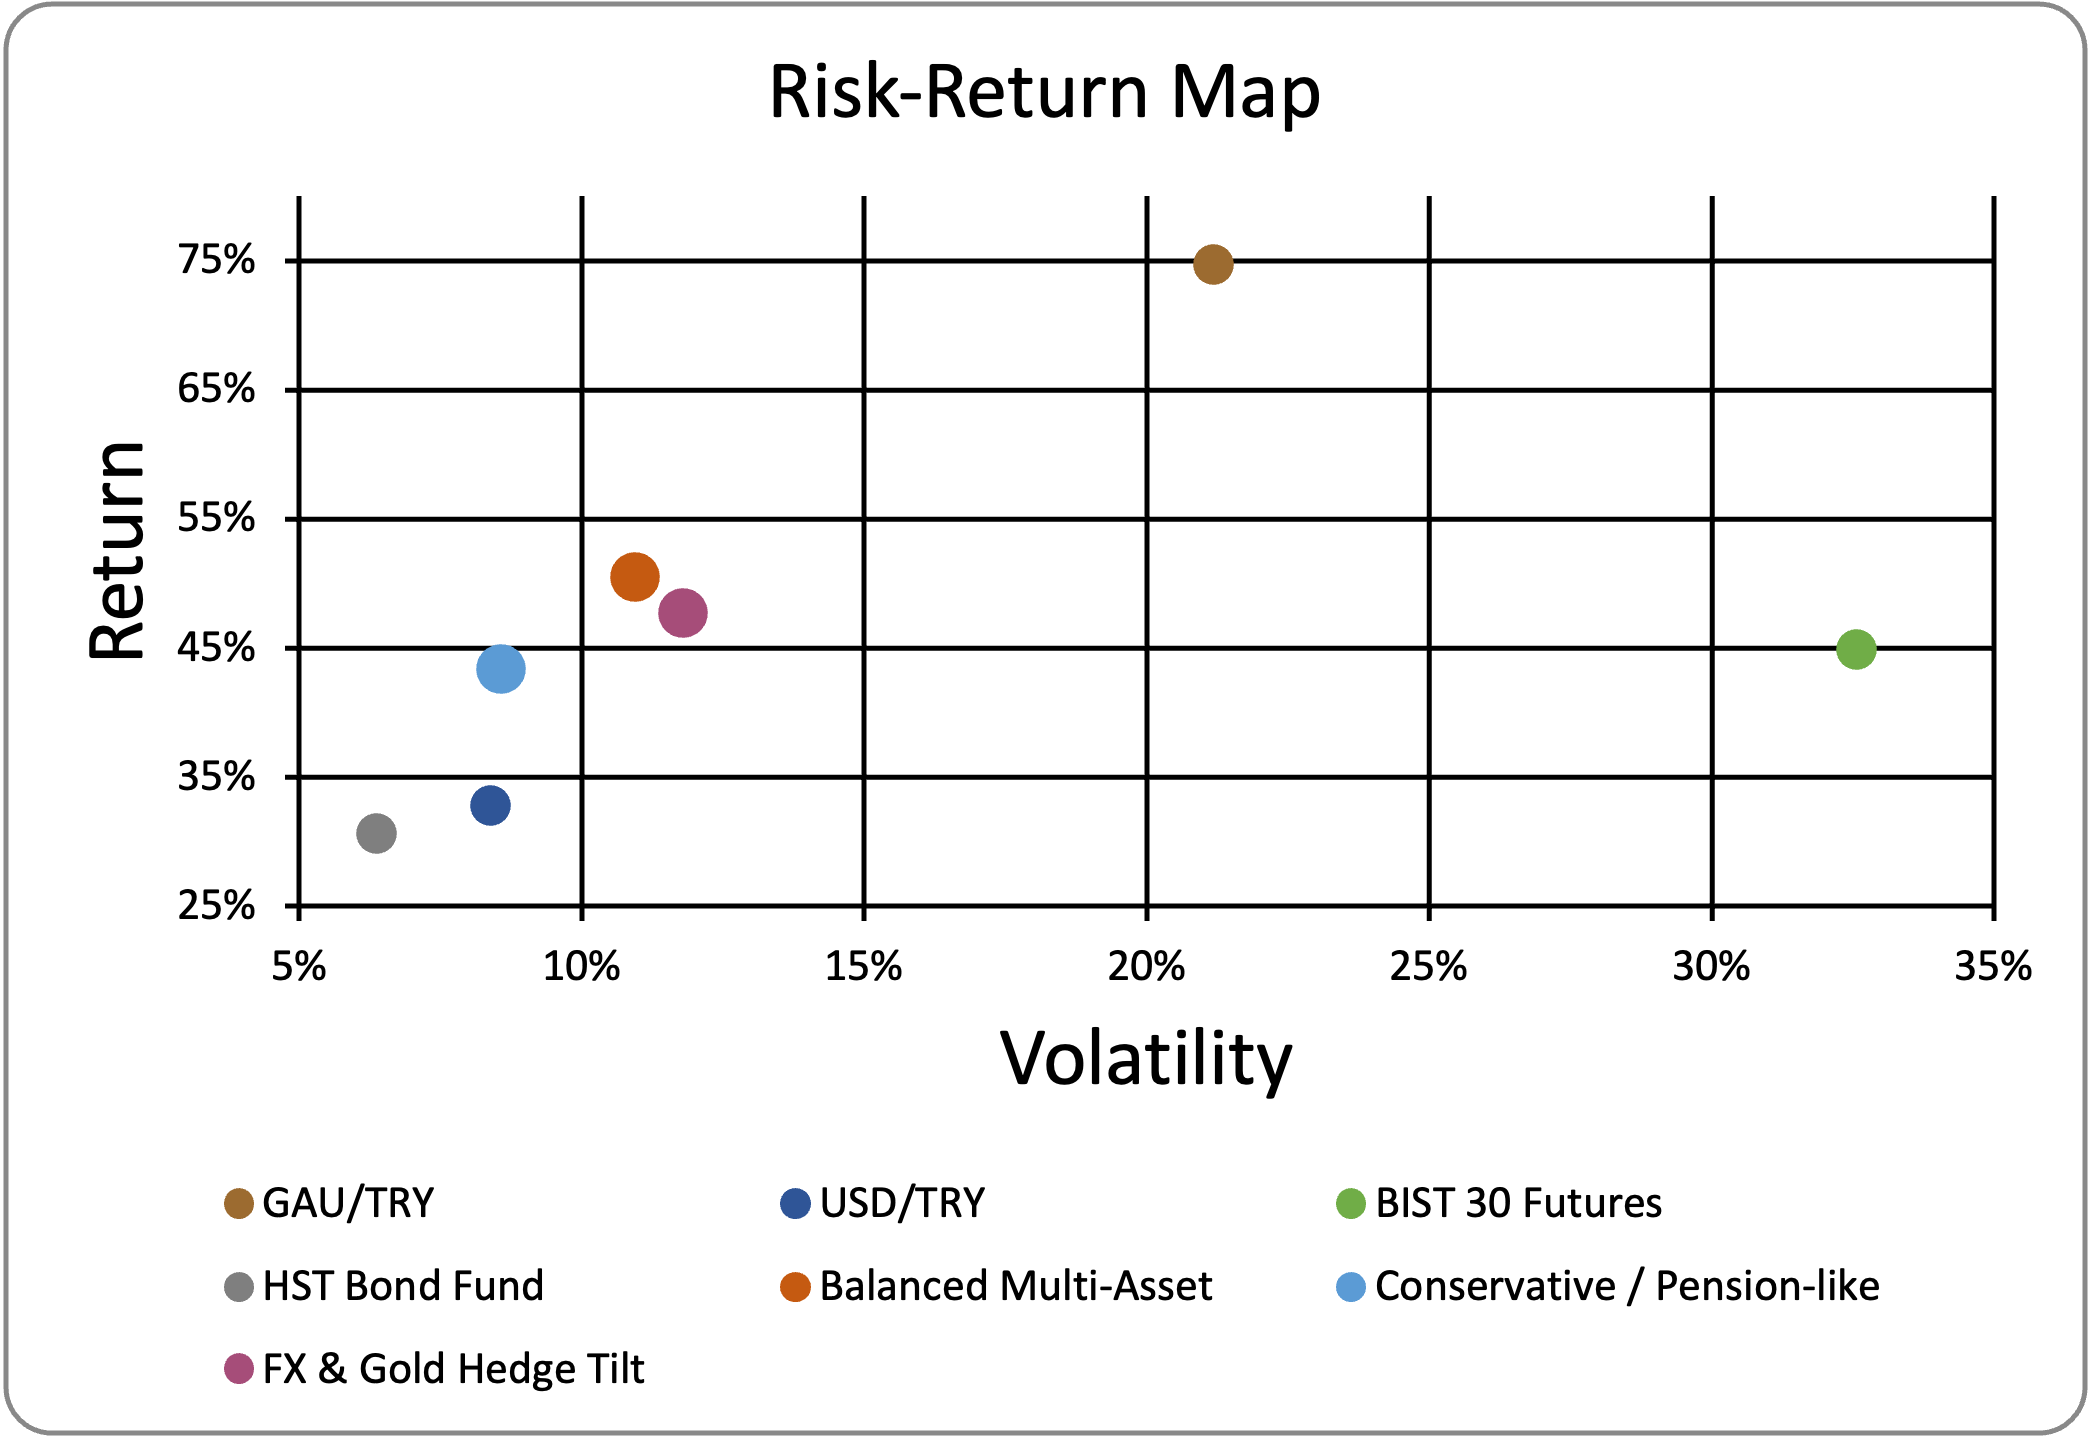 Risk-Return Map
Return
75%
65%
55%
45%
35%
25%
5% 10% 15% 20% 25% 30% 35%
Volatility
GAU/TRY USD/TRY BIST 30 Futures
HST Bond Fund Balanced Multi-Asset Conservative / Pension-like
FX & Gold Hedge Tilt